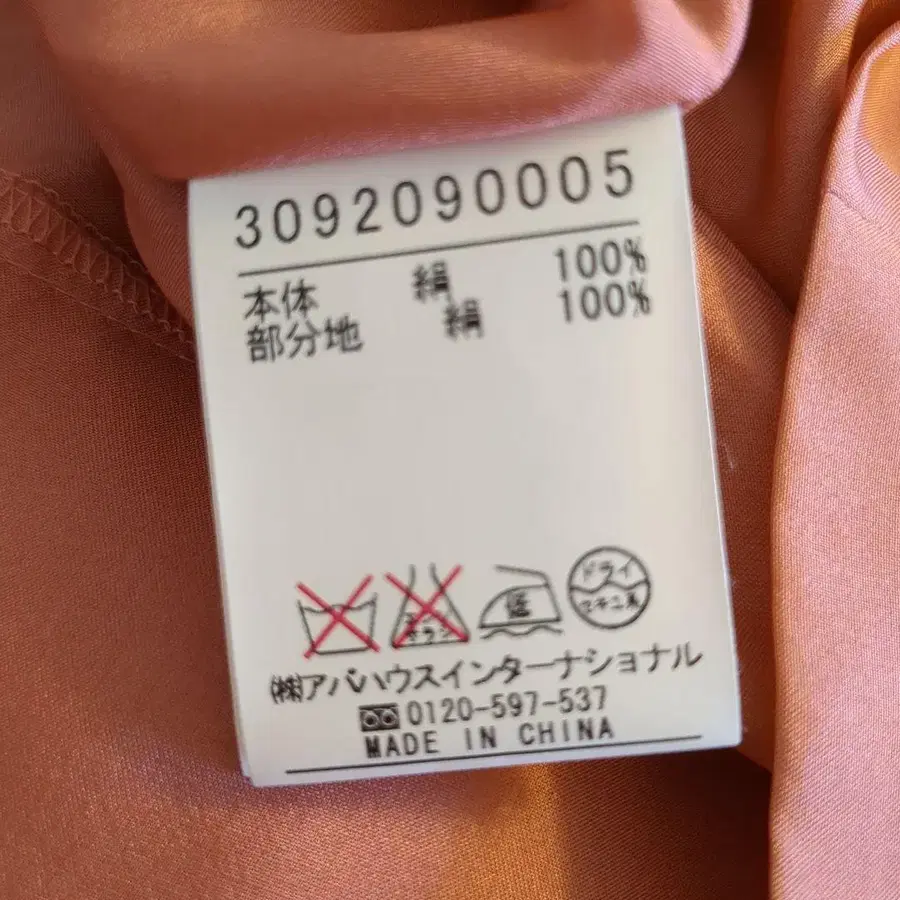 3092090005
本体 絹 100%
部分地 絹 100%
エンソサラシ
低
ドライ
セキユ系
(株)アバハウスインターナショナル
0120-597-537
MADE IN CHINA